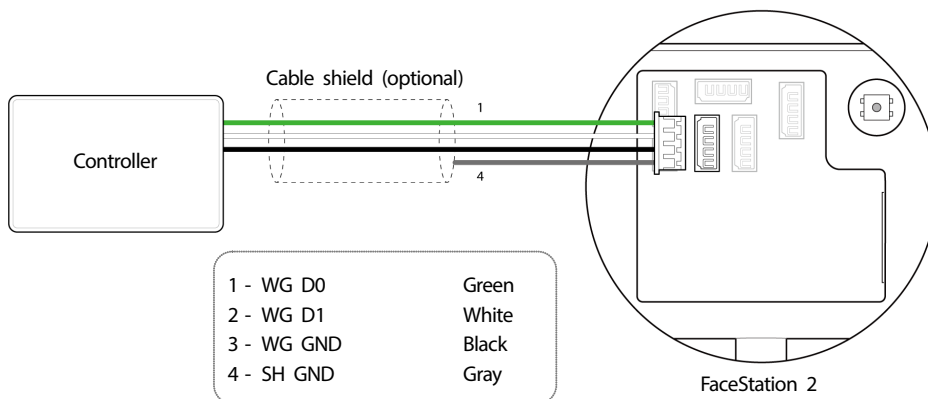 Cable shield (optional)
1
Controller
4
1 - WG D0 Green
2 - WG D1 White
3 - WG GND Black
4 - SH GND Gray
FaceStation 2